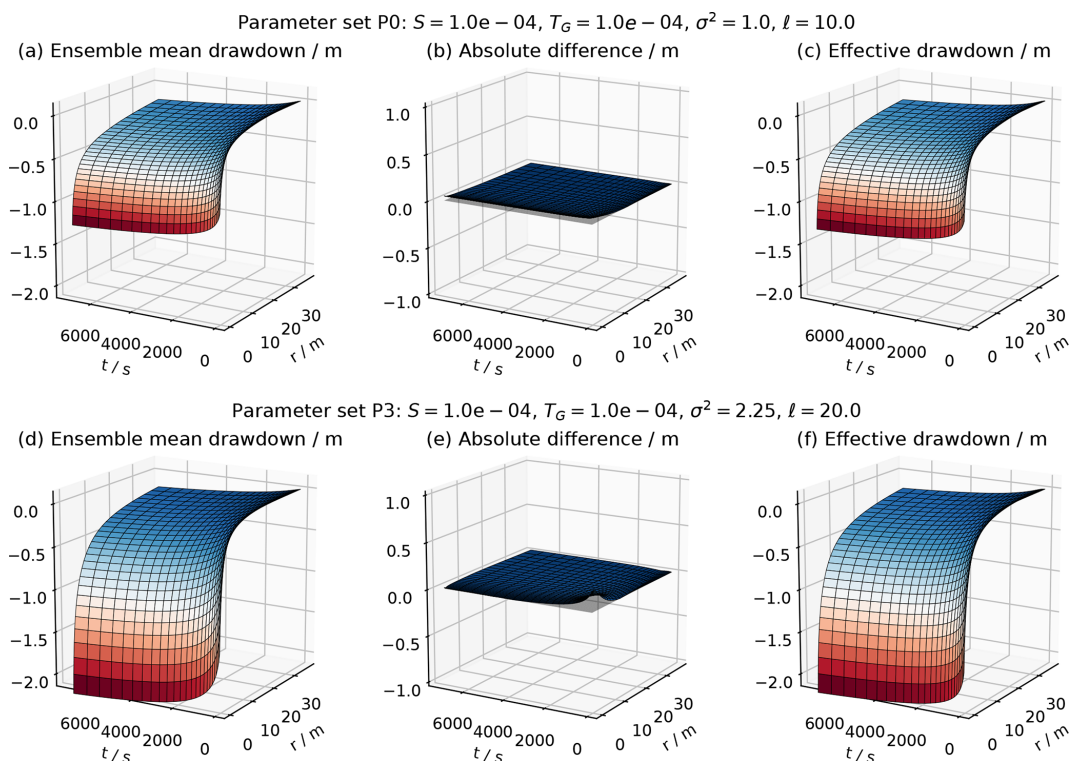 Parameter set P0: S = 1.0e − 04, T_G = 1.0e − 04, σ² = 1.0, ℓ = 10.0
(a) Ensemble mean drawdown / m (b) Absolute difference / m (c) Effective drawdown / m
0.0 1.0 0.0
−0.5 0.5 −0.5
−1.0 0.0 −1.0
−1.5 −0.5 −1.5
−2.0 −1.0 −2.0
6000 4000 2000 0 0 10 20 30 6000 4000 2000 0 0 10 20 30 6000 4000 2000 0 0 10 20 30
t / s r / m t / s r / m t / s r / m
Parameter set P3: S = 1.0e − 04, T_G = 1.0e − 04, σ² = 2.25, ℓ = 20.0
(d) Ensemble mean drawdown / m (e) Absolute difference / m (f) Effective drawdown / m
0.0 1.0 0.0
−0.5 0.5 −0.5
−1.0 0.0 −1.0
−1.5 −0.5 −1.5
−2.0 −1.0 −2.0
6000 4000 2000 0 0 10 20 30 6000 4000 2000 0 0 10 20 30 6000 4000 2000 0 0 10 20 30
t / s r / m t / s r / m t / s r / m